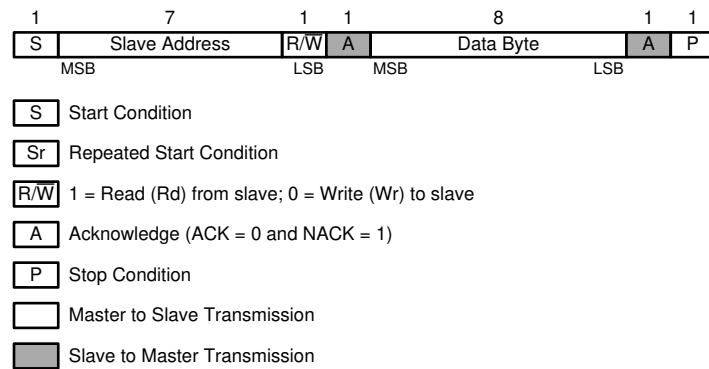 1 7 1 1 8 1 1
S Slave Address R/W̅ A Data Byte A P
MSB LSB MSB LSB
S Start Condition
Sr Repeated Start Condition
R/W̅ 1 = Read (Rd) from slave; 0 = Write (Wr) to slave
A Acknowledge (ACK = 0 and NACK = 1)
P Stop Condition
Master to Slave Transmission
Slave to Master Transmission